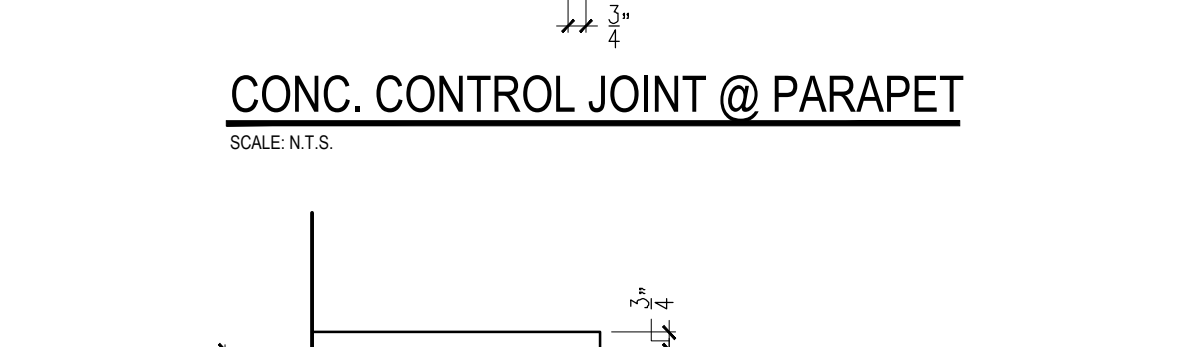 3/4"
CONC. CONTROL JOINT @ PARAPET
SCALE: N.T.S.
3/4"